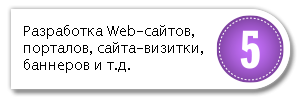 Разработка Web-сайтов,
порталов, сайта-визитки,
баннеров и т.д.
5